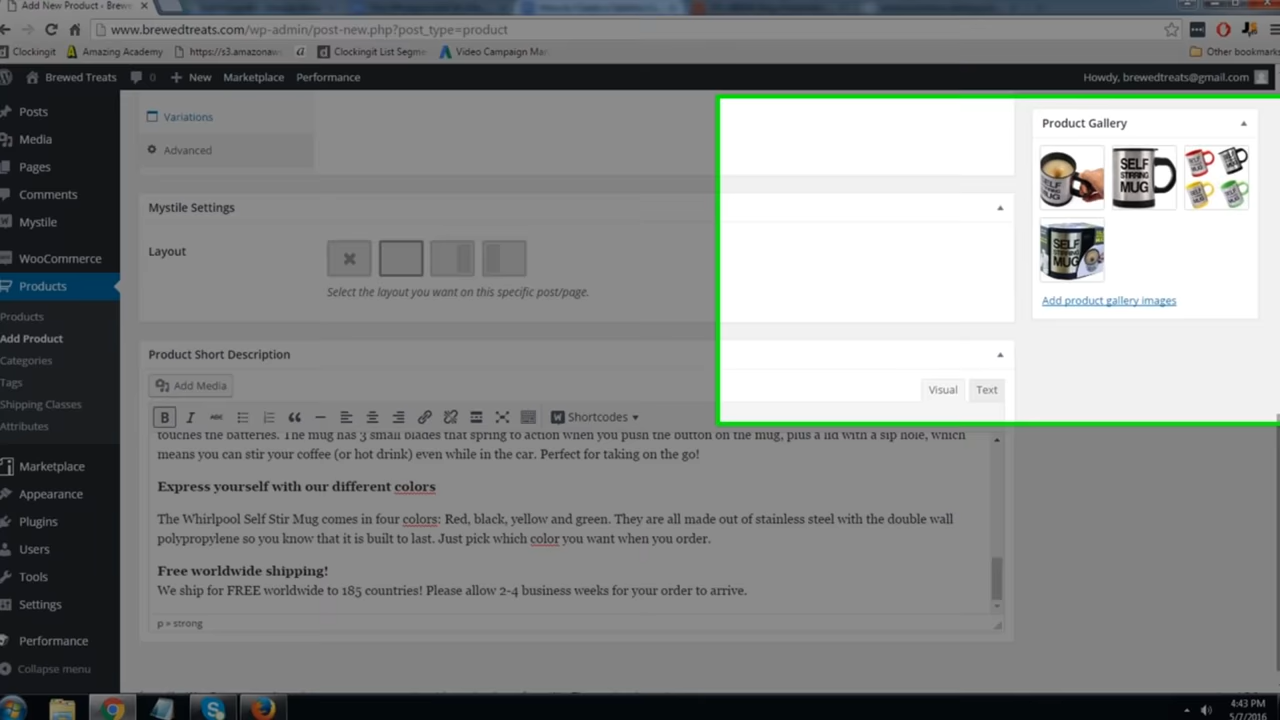 Add New Product ‹ Brewe
www.brewedtreats.com/wp-admin/post-new.php?post_type=product
Clockingit
Amazing Academy
https://s3.amazonaw
a
Clockingit List Segme
Video Campaign Man
Other bookmarks
Brewed Treats
0
New
Marketplace
Performance
Howdy, brewedtreats@gmail.com
Posts
Media
Pages
Comments
Mystile
WooCommerce
Products
Products
Add Product
Categories
Tags
Shipping Classes
Attributes
Marketplace
Appearance
Plugins
Users
Tools
Settings
Performance
Collapse menu
Variations
Advanced
Mystile Settings
Layout
Select the layout you want on this specific post/page.
Product Short Description
Add Media
B I ABC
Shortcodes
Visual
Text
touches the batteries. The mug has 3 small blades that spring to action when you push the button on the mug, plus a lid with a sip hole, which
means you can stir your coffee (or hot drink) even while in the car. Perfect for taking on the go!
Express yourself with our different colors
The Whirlpool Self Stir Mug comes in four colors: Red, black, yellow and green. They are all made out of stainless steel with the double wall
polypropylene so you know that it is built to last. Just pick which color you want when you order.
Free worldwide shipping!
We ship for FREE worldwide to 185 countries! Please allow 2-4 business weeks for your order to arrive.
p » strong
Product Gallery
SELF
STIRRING
MUG
SELF
STIRRING
MUG
Add product gallery images
4:43 PM
5/7/2016